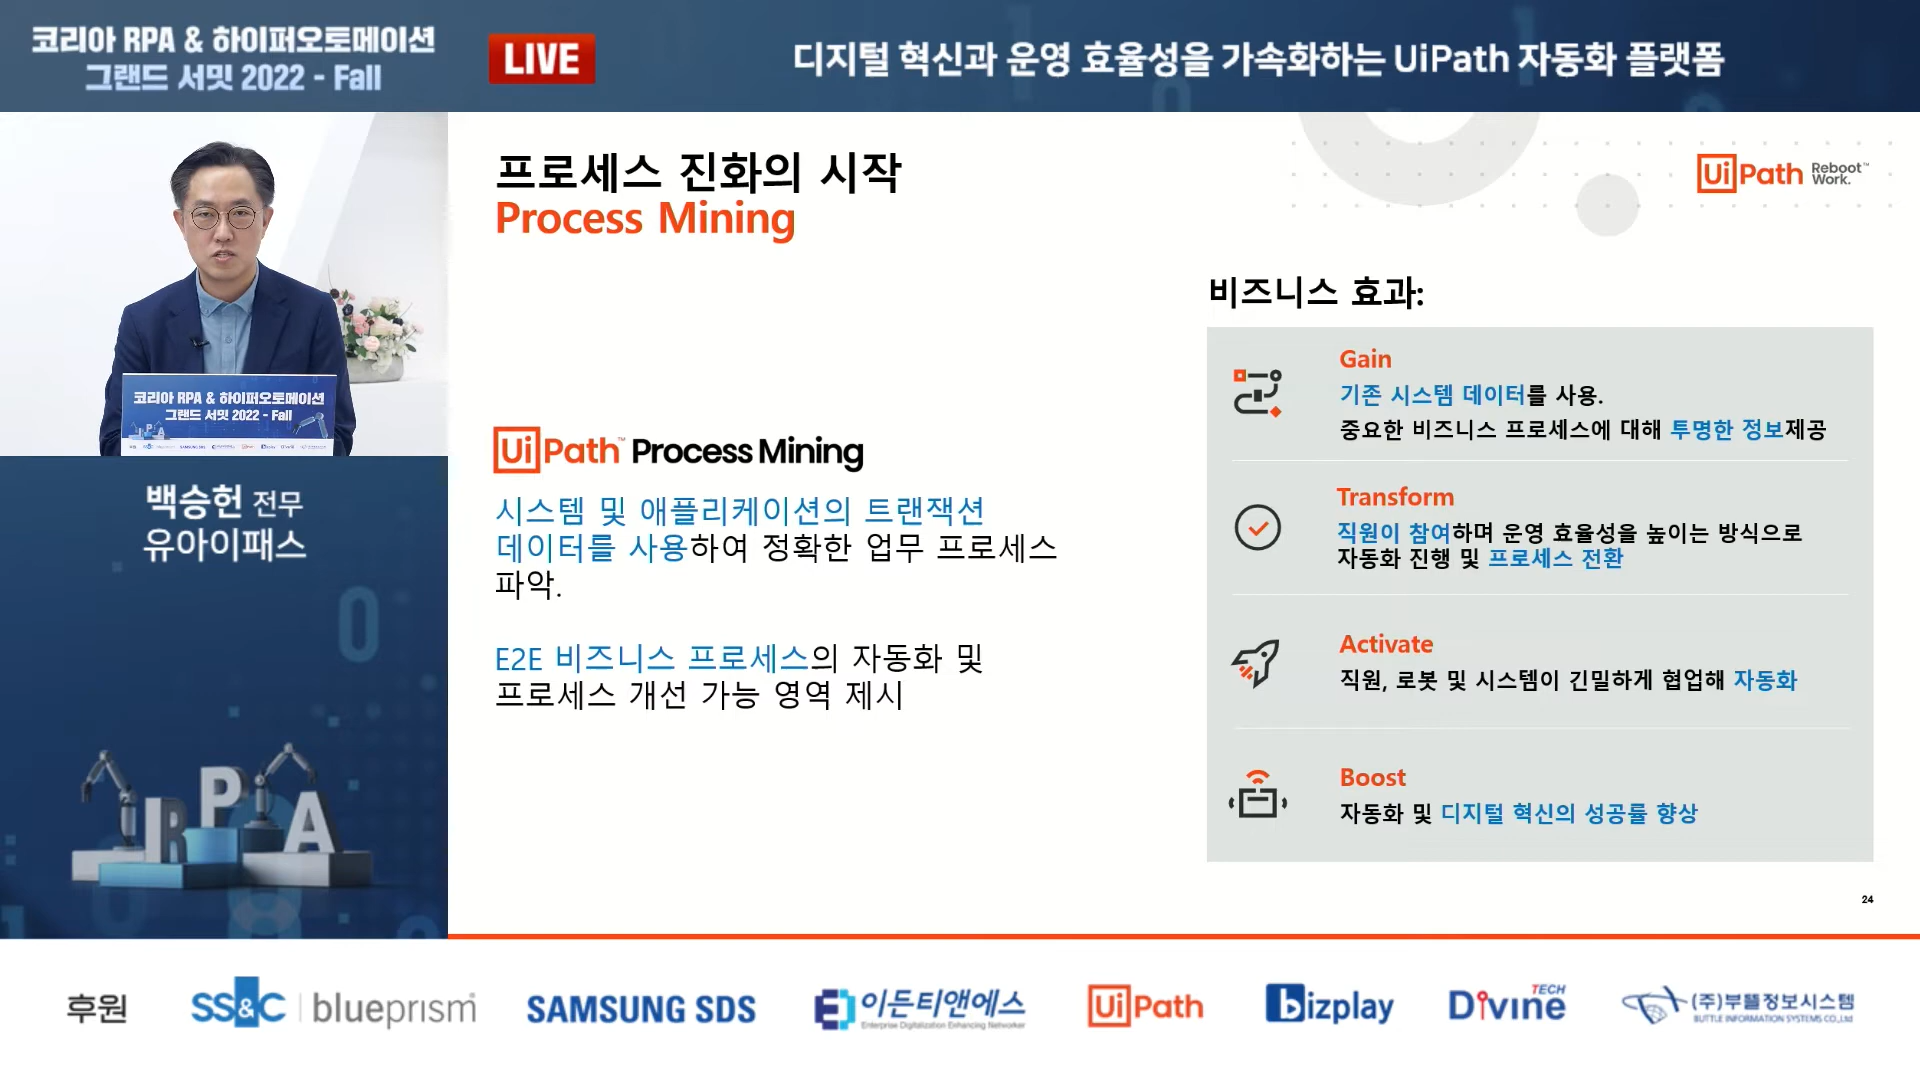 코리아 RPA & 하이퍼오토메이션
그랜드 서밋 2022 - Fall
LIVE
디지털 혁신과 운영 효율성을 가속화하는 UiPath 자동화 플랫폼
코리아 RPA & 하이퍼오토메이션
그랜드 서밋 2022 - Fall
백승헌 전무
유아이패스
RPA
프로세스 진화의 시작
Process Mining
UiPath Reboot™
Work.
UiPath™ Process Mining
시스템 및 애플리케이션의 트랜잭션
데이터를 사용하여 정확한 업무 프로세스
파악.
E2E 비즈니스 프로세스의 자동화 및
프로세스 개선 가능 영역 제시
비즈니스 효과:
Gain
기존 시스템 데이터를 사용.
중요한 비즈니스 프로세스에 대해 투명한 정보제공
Transform
직원이 참여하며 운영 효율성을 높이는 방식으로
자동화 진행 및 프로세스 전환
Activate
직원, 로봇 및 시스템이 긴밀하게 협업해 자동화
Boost
자동화 및 디지털 혁신의 성공률 향상
24
후원
SS&C | blueprism
SAMSUNG SDS
이든티앤에스
Enterprise Digitalization Enhancing Networker
UiPath
bizplay
Divine TECH
(주)부뜰정보시스템
BUTTLE INFORMATION SYSTEMS CO.,Ltd